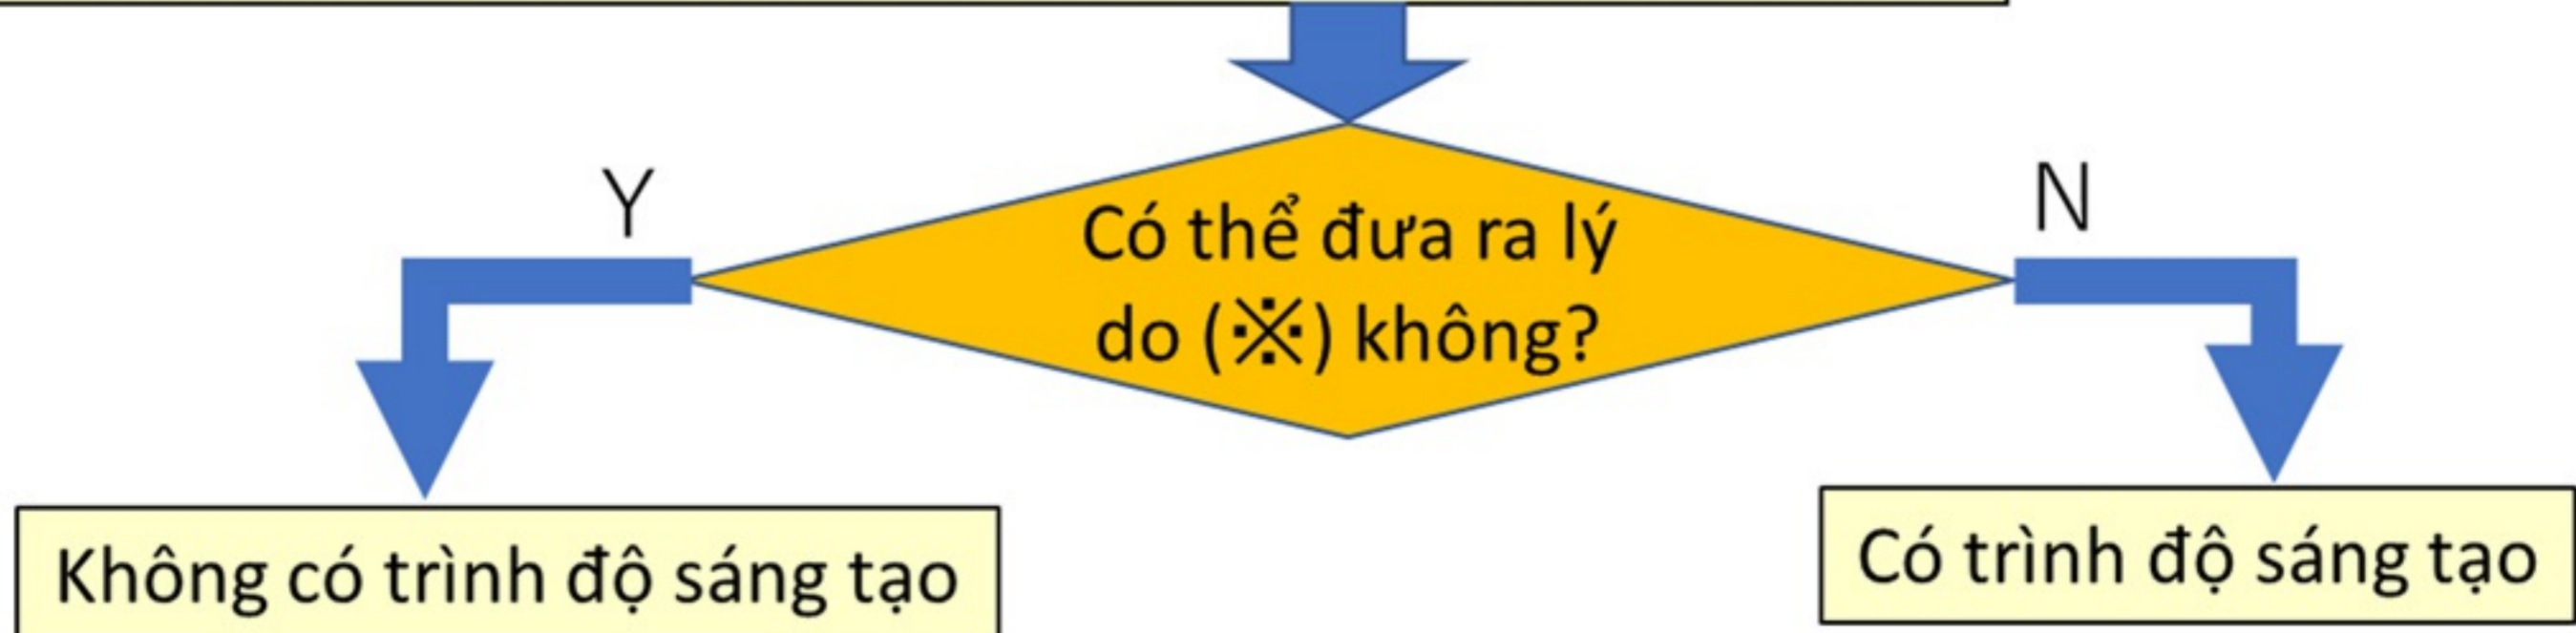 Y
N
Có thể đưa ra lý
do (※) không?
Không có trình độ sáng tạo
Có trình độ sáng tạo